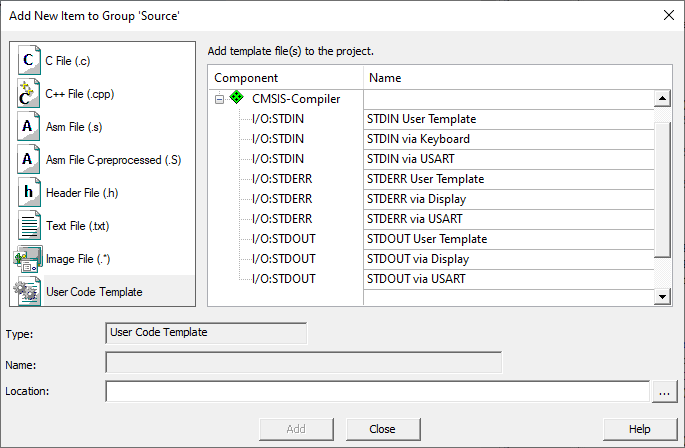 Add New Item to Group 'Source'
C File (.c)
C++ File (.cpp)
Asm File (.s)
Asm File C-preprocessed (.S)
Header File (.h)
Text File (.txt)
Image File (.*)
User Code Template
Add template file(s) to the project.
Component Name
CMSIS-Compiler
I/O:STDIN STDIN User Template
I/O:STDIN STDIN via Keyboard
I/O:STDIN STDIN via USART
I/O:STDERR STDERR User Template
I/O:STDERR STDERR via Display
I/O:STDERR STDERR via USART
I/O:STDOUT STDOUT User Template
I/O:STDOUT STDOUT via Display
I/O:STDOUT STDOUT via USART
Type: User Code Template
Name:
Location: ...
Add Close Help